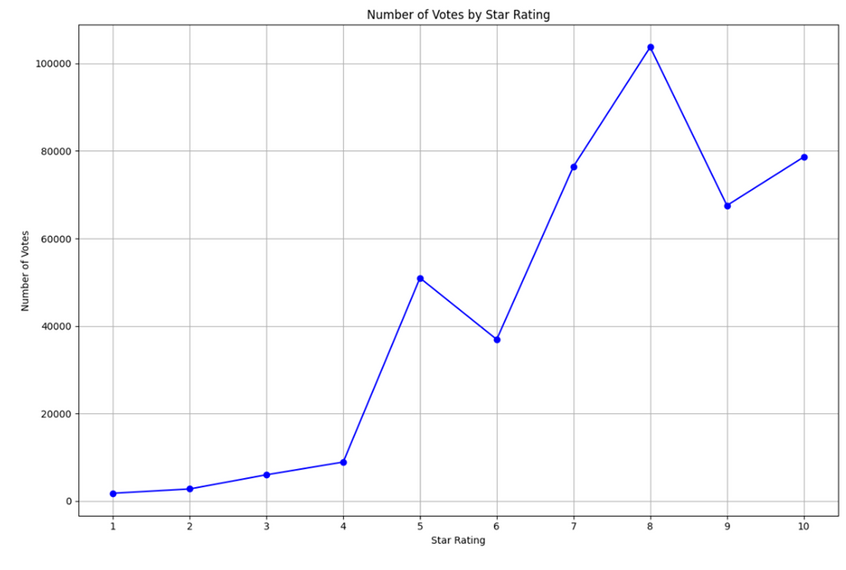 Number of Votes by Star Rating
100000
80000
60000
40000
20000
0
Number of Votes
1 2 3 4 5 6 7 8 9 10
Star Rating